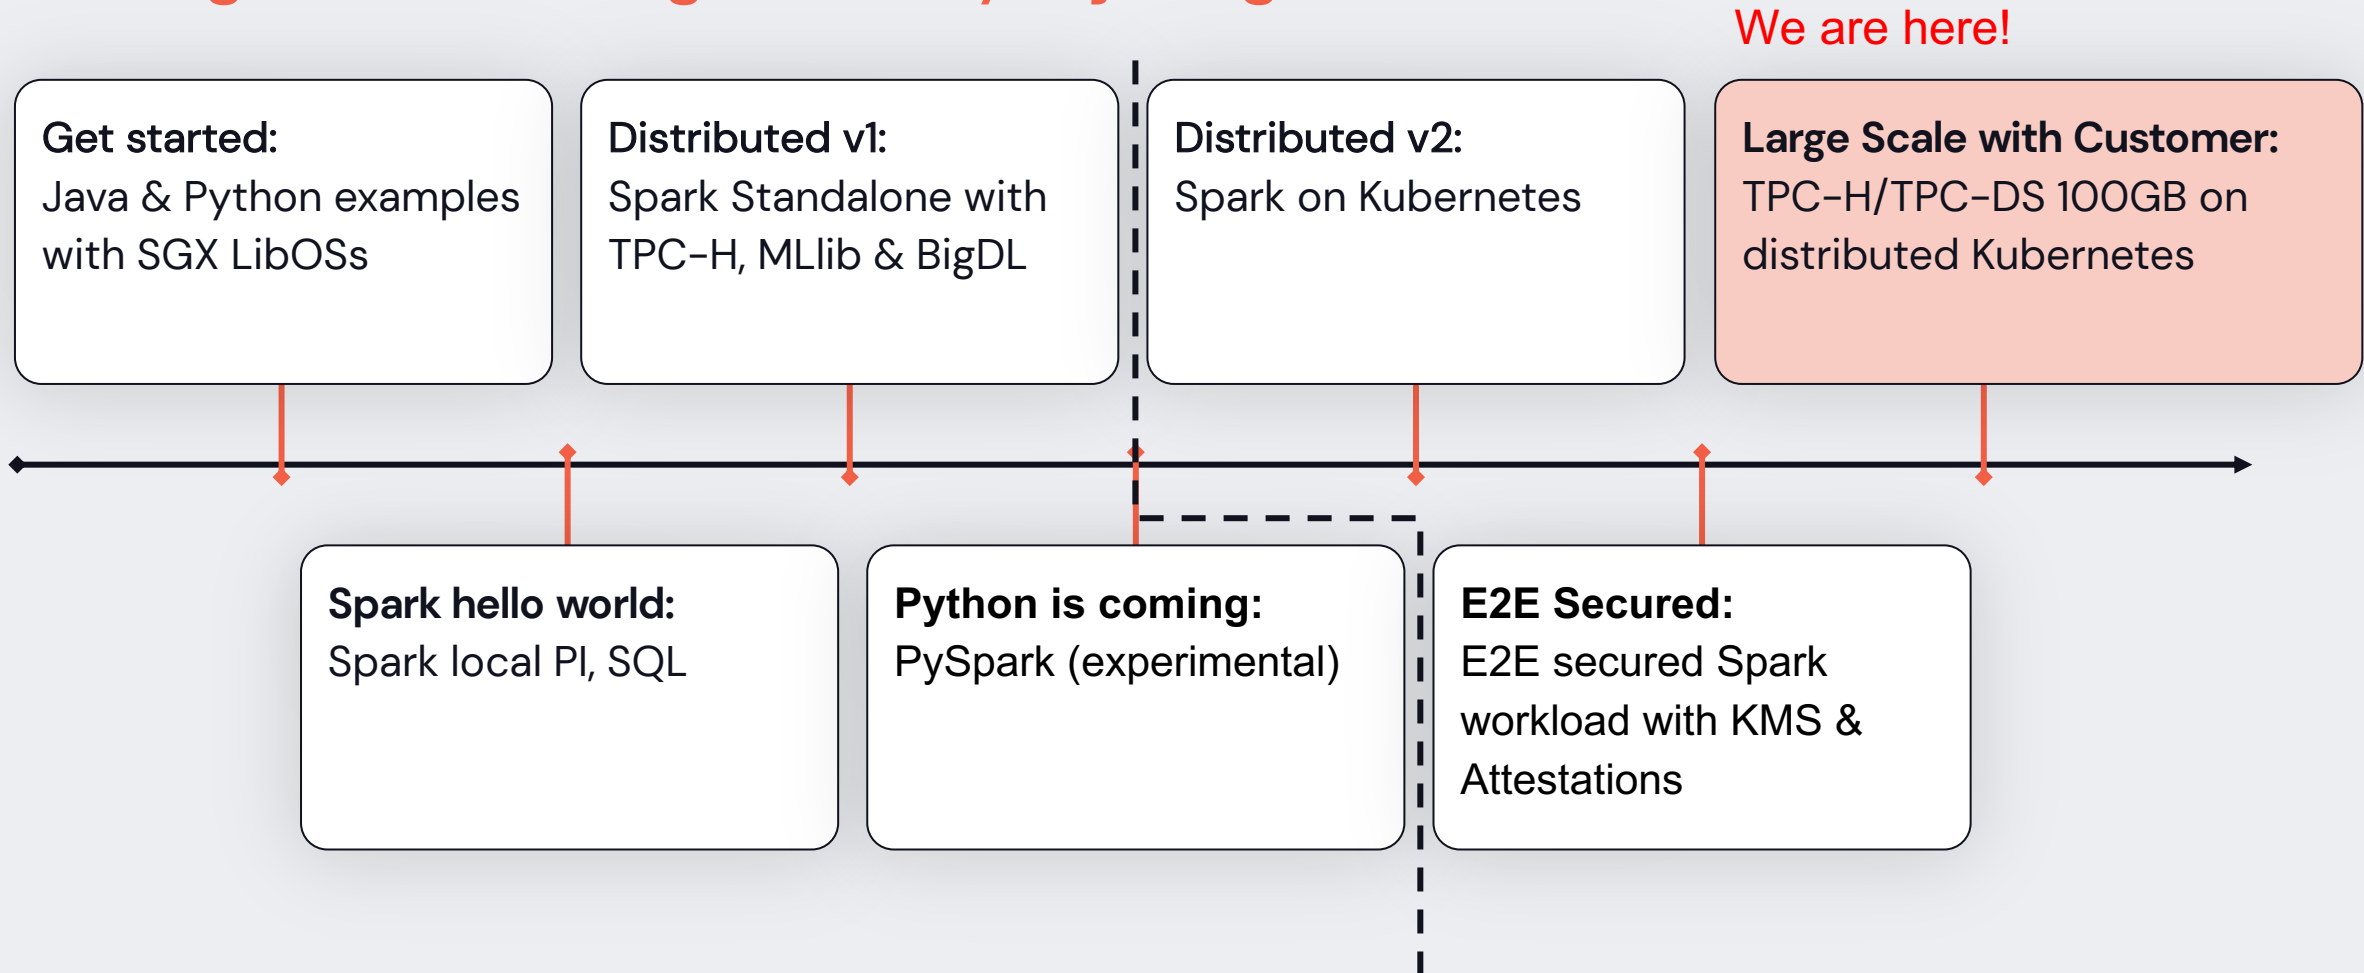 We are here!
Get started:
Java & Python examples
with SGX LibOSs
Distributed v1:
Spark Standalone with
TPC-H, MLlib & BigDL
Distributed v2:
Spark on Kubernetes
Large Scale with Customer:
TPC-H/TPC-DS 100GB on
distributed Kubernetes
Spark hello world:
Spark local PI, SQL
Python is coming:
PySpark (experimental)
E2E Secured:
E2E secured Spark
workload with KMS &
Attestations